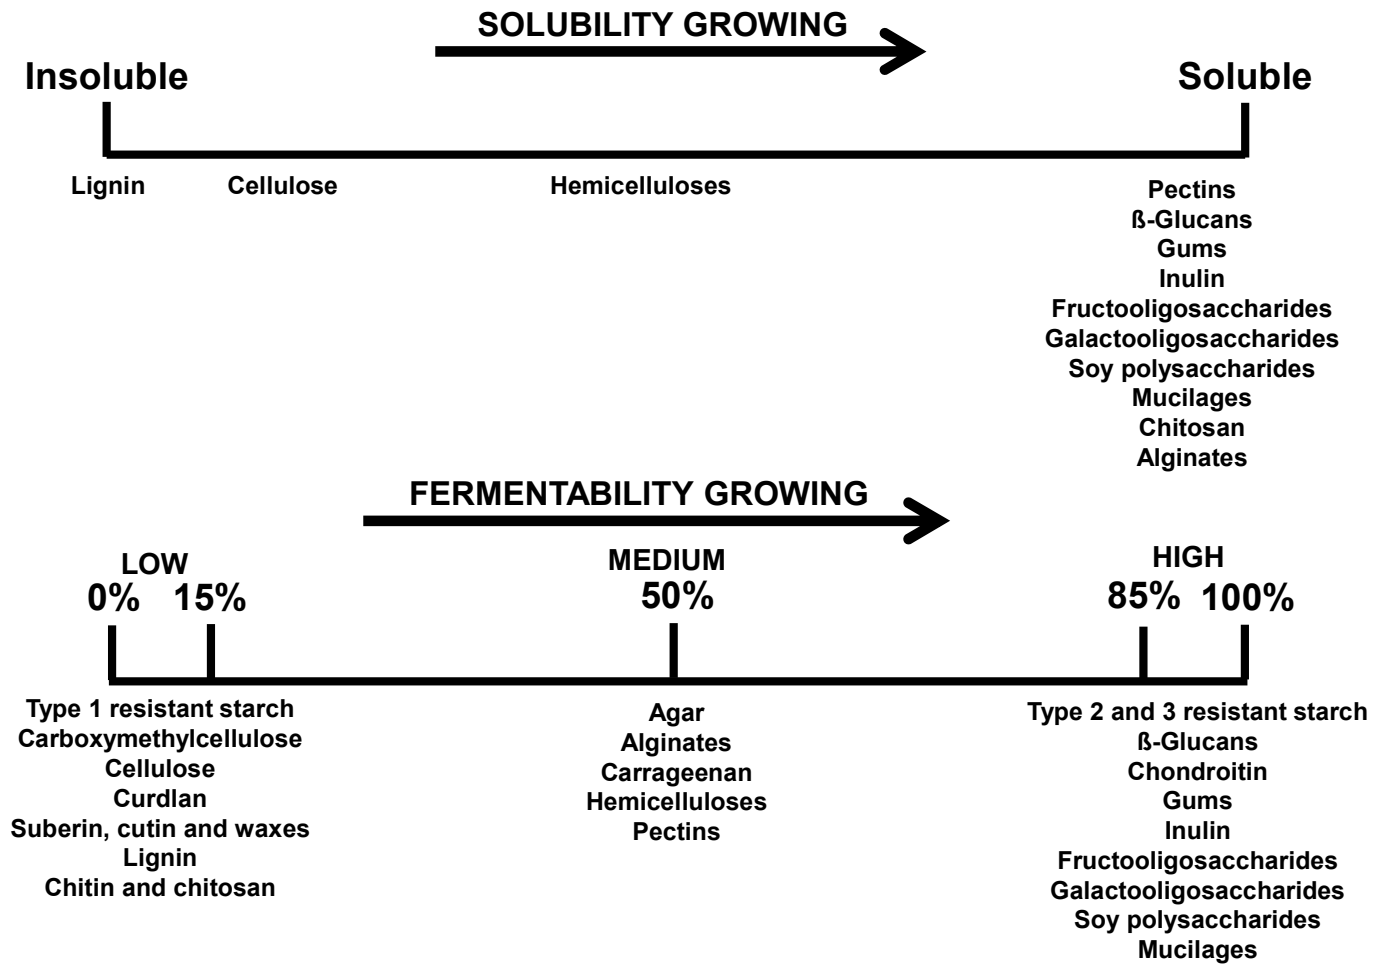 SOLUBILITY GROWING
Insoluble
Soluble
Lignin
Cellulose
Hemicelluloses
Pectins
ß-Glucans
Gums
Inulin
Fructooligosaccharides
Galactooligosaccharides
Soy polysaccharides
Mucilages
Chitosan
Alginates
FERMENTABILITY GROWING
LOW
0% 15%
MEDIUM
50%
HIGH
85% 100%
Type 1 resistant starch
Carboxymethylcellulose
Cellulose
Curdlan
Suberin, cutin and waxes
Lignin
Chitin and chitosan
Agar
Alginates
Carrageenan
Hemicelluloses
Pectins
Type 2 and 3 resistant starch
ß-Glucans
Chondroitin
Gums
Inulin
Fructooligosaccharides
Galactooligosaccharides
Soy polysaccharides
Mucilages